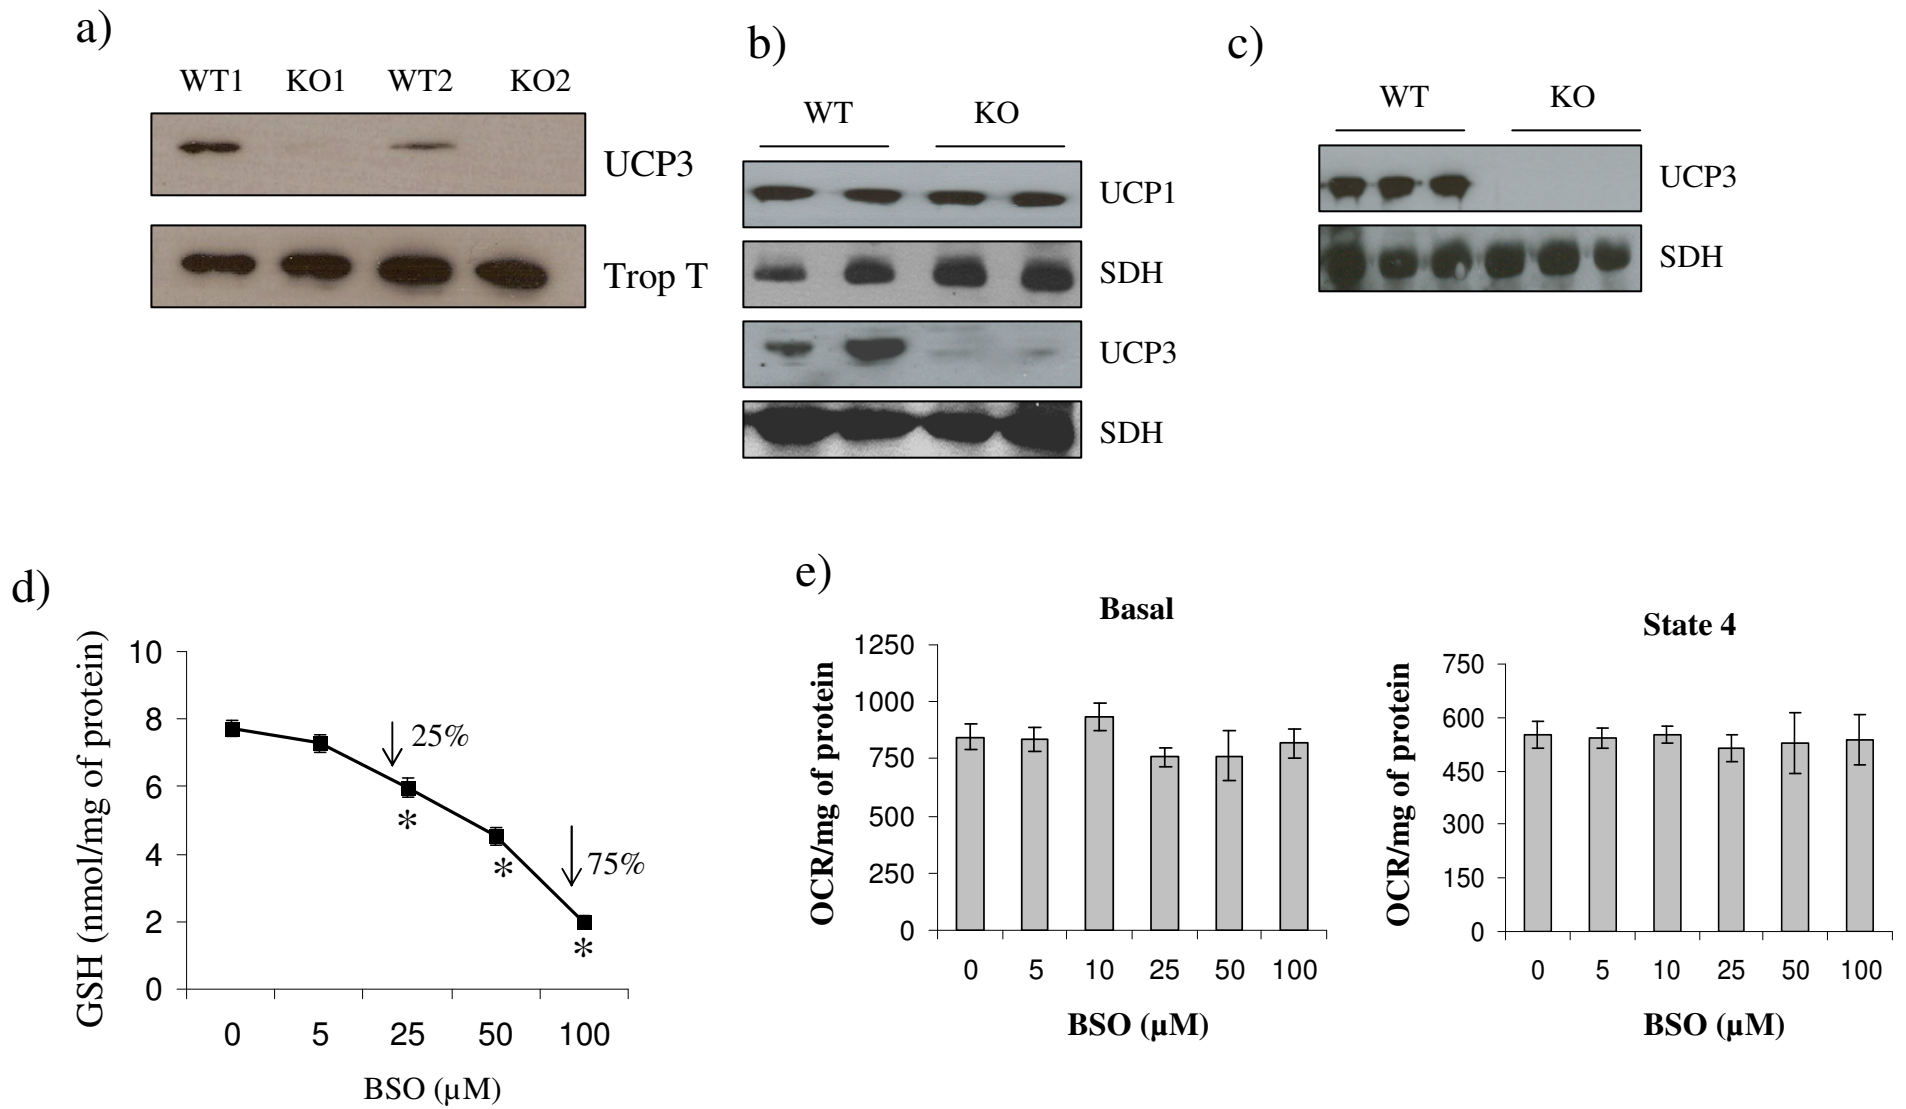 a)
WT1 KO1 WT2 KO2
UCP3
Trop T
b)
WT KO
UCP1
SDH
UCP3
SDH
c)
WT KO
UCP3
SDH
d)
GSH (nmol/mg of protein)
10
8
6
4
2
0
25%
*
*
75%
*
0 5 25 50 100
BSO (µM)
e)
Basal
OCR/mg of protein
1250
1000
750
500
250
0
0 5 10 25 50 100
BSO (µM)
State 4
OCR/mg of protein
750
600
450
300
150
0
0 5 10 25 50 100
BSO (µM)